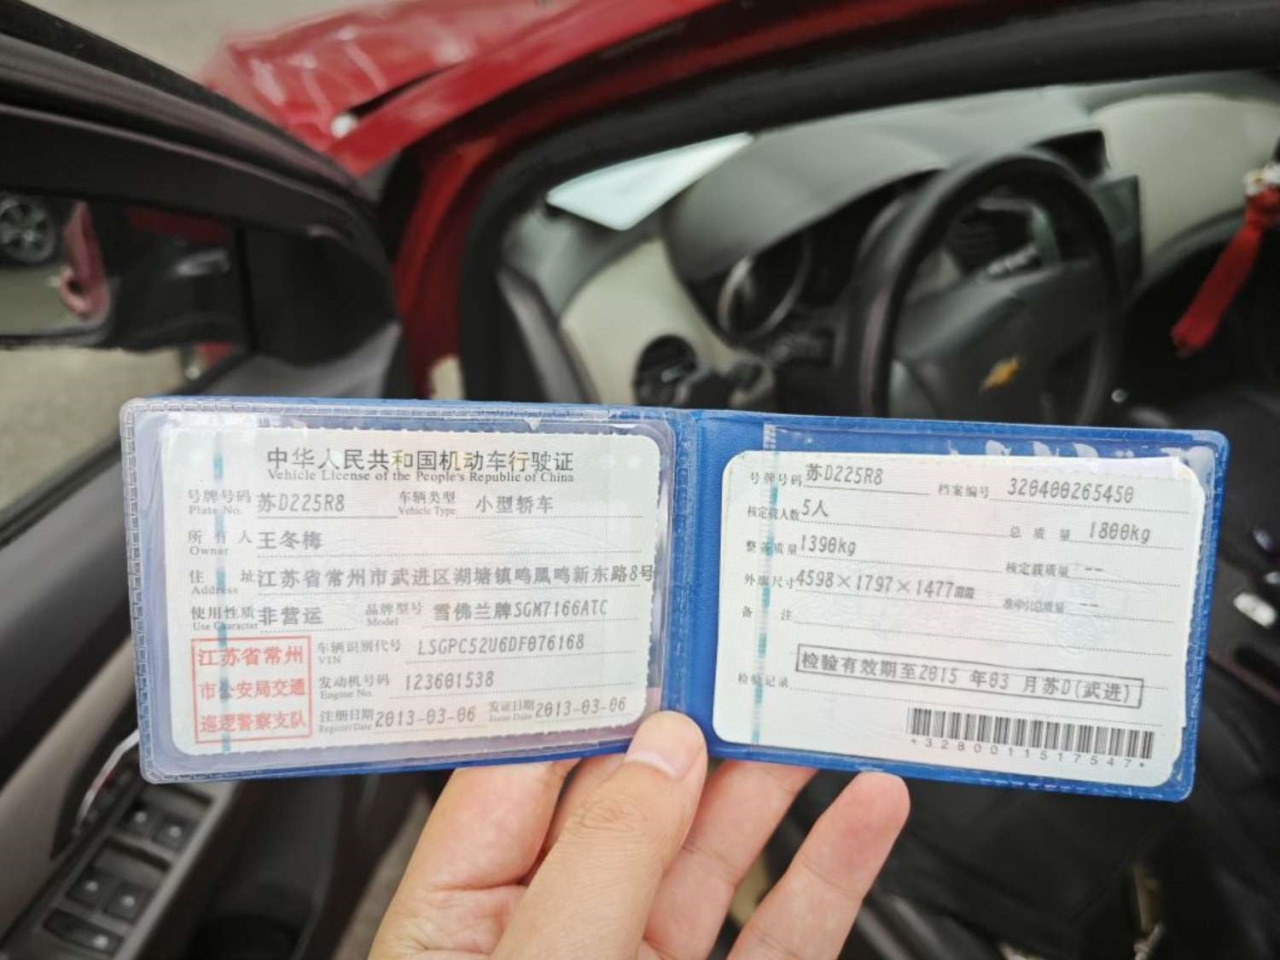 中华人民共和国机动车行驶证
Vehicle License of the People's Republic of China
号牌号码 苏D225R8 车辆类型 小型轿车
Plate No. Vehicle Type
所有人 王冬梅
Owner
住址 江苏省常州市武进区湖塘镇鸣凰鸣新东路8号
Address
使用性质 非营运 品牌型号 雪佛兰牌SGM7166ATC
Use Character Model
车辆识别代号 LSGPC52U6DF076168
VIN
发动机号码 123601538
Engine No.
注册日期 2013-03-06 发证日期 2013-03-06
Register Date Issue Date
江苏省常州
市公安局交通
巡逻警察支队
号牌号码 苏D225R8 档案编号 320400265450
核定载人数 5人 总质量 1800kg
整备质量 1390kg 核定载质量 --
外廓尺寸 4598×1797×1477mm 准牵引总质量 --
备注
检验记录 检验有效期至2015年03月苏D(武进)
*3280011517547*